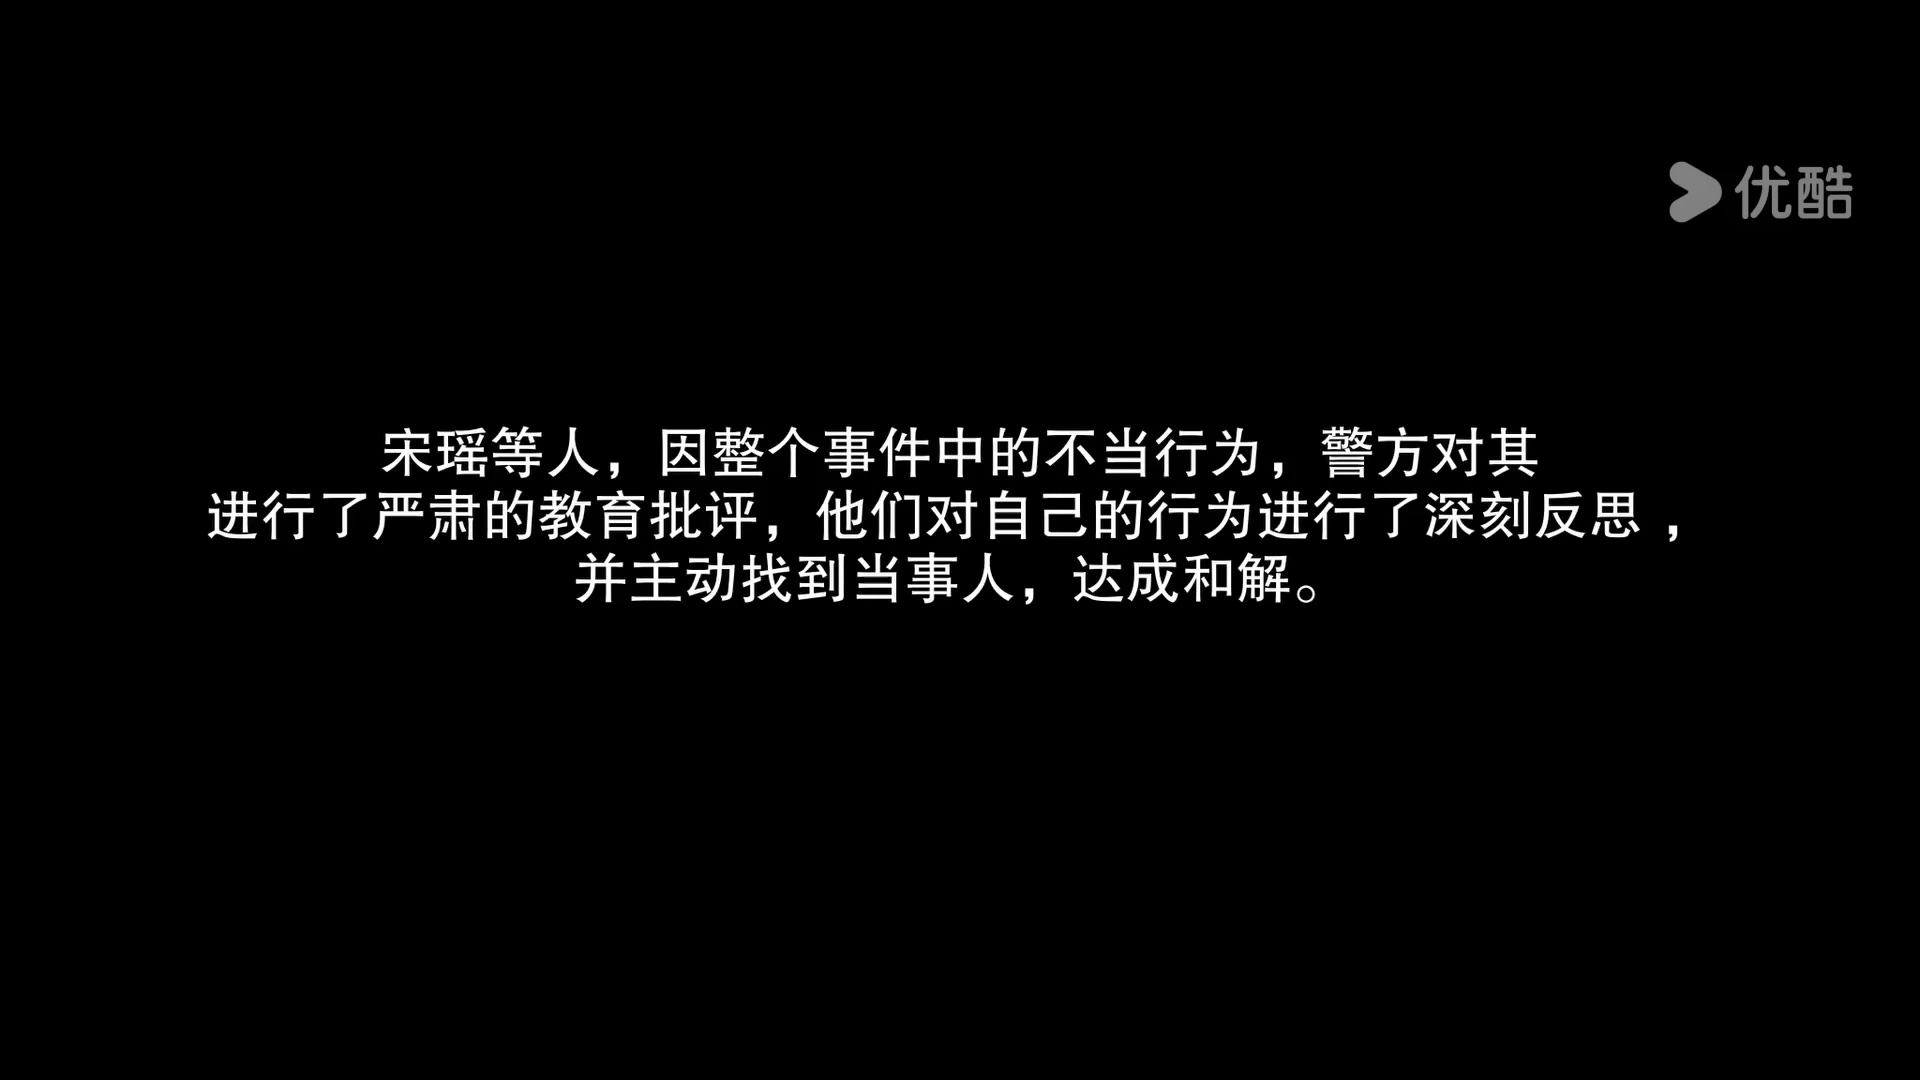 优酷
宋瑶等人，因整个事件中的不当行为，警方对其
进行了严肃的教育批评，他们对自己的行为进行了深刻反思，
并主动找到当事人，达成和解。